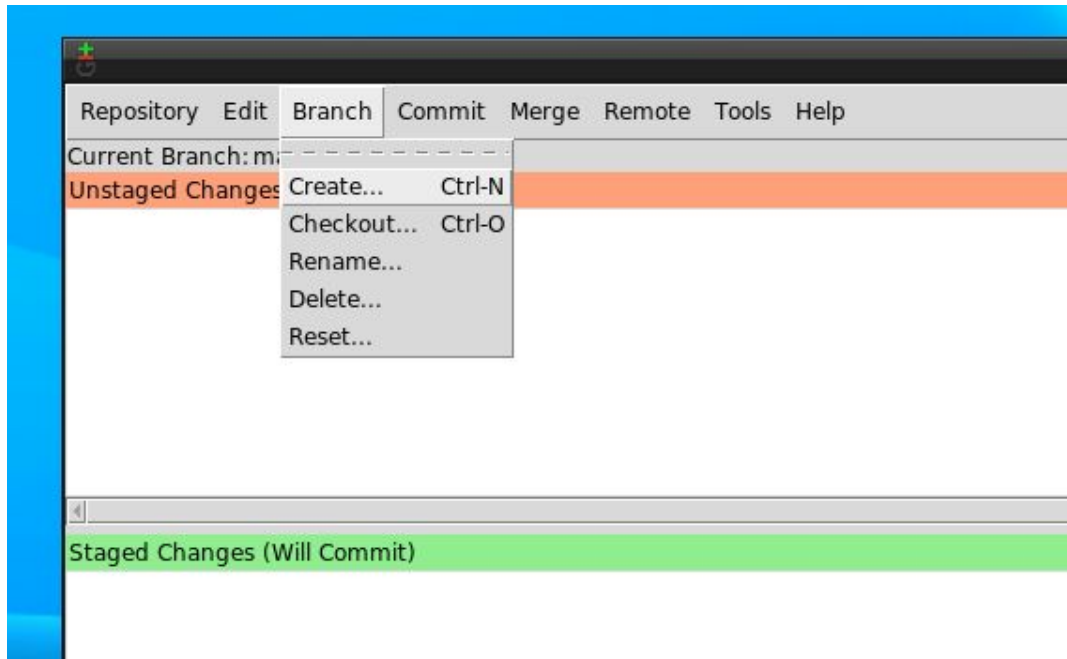 Repository Edit Branch Commit Merge Remote Tools Help
Current Branch:
Unstaged Changes
Create... Ctrl-N
Checkout... Ctrl-O
Rename...
Delete...
Reset...
Staged Changes (Will Commit)